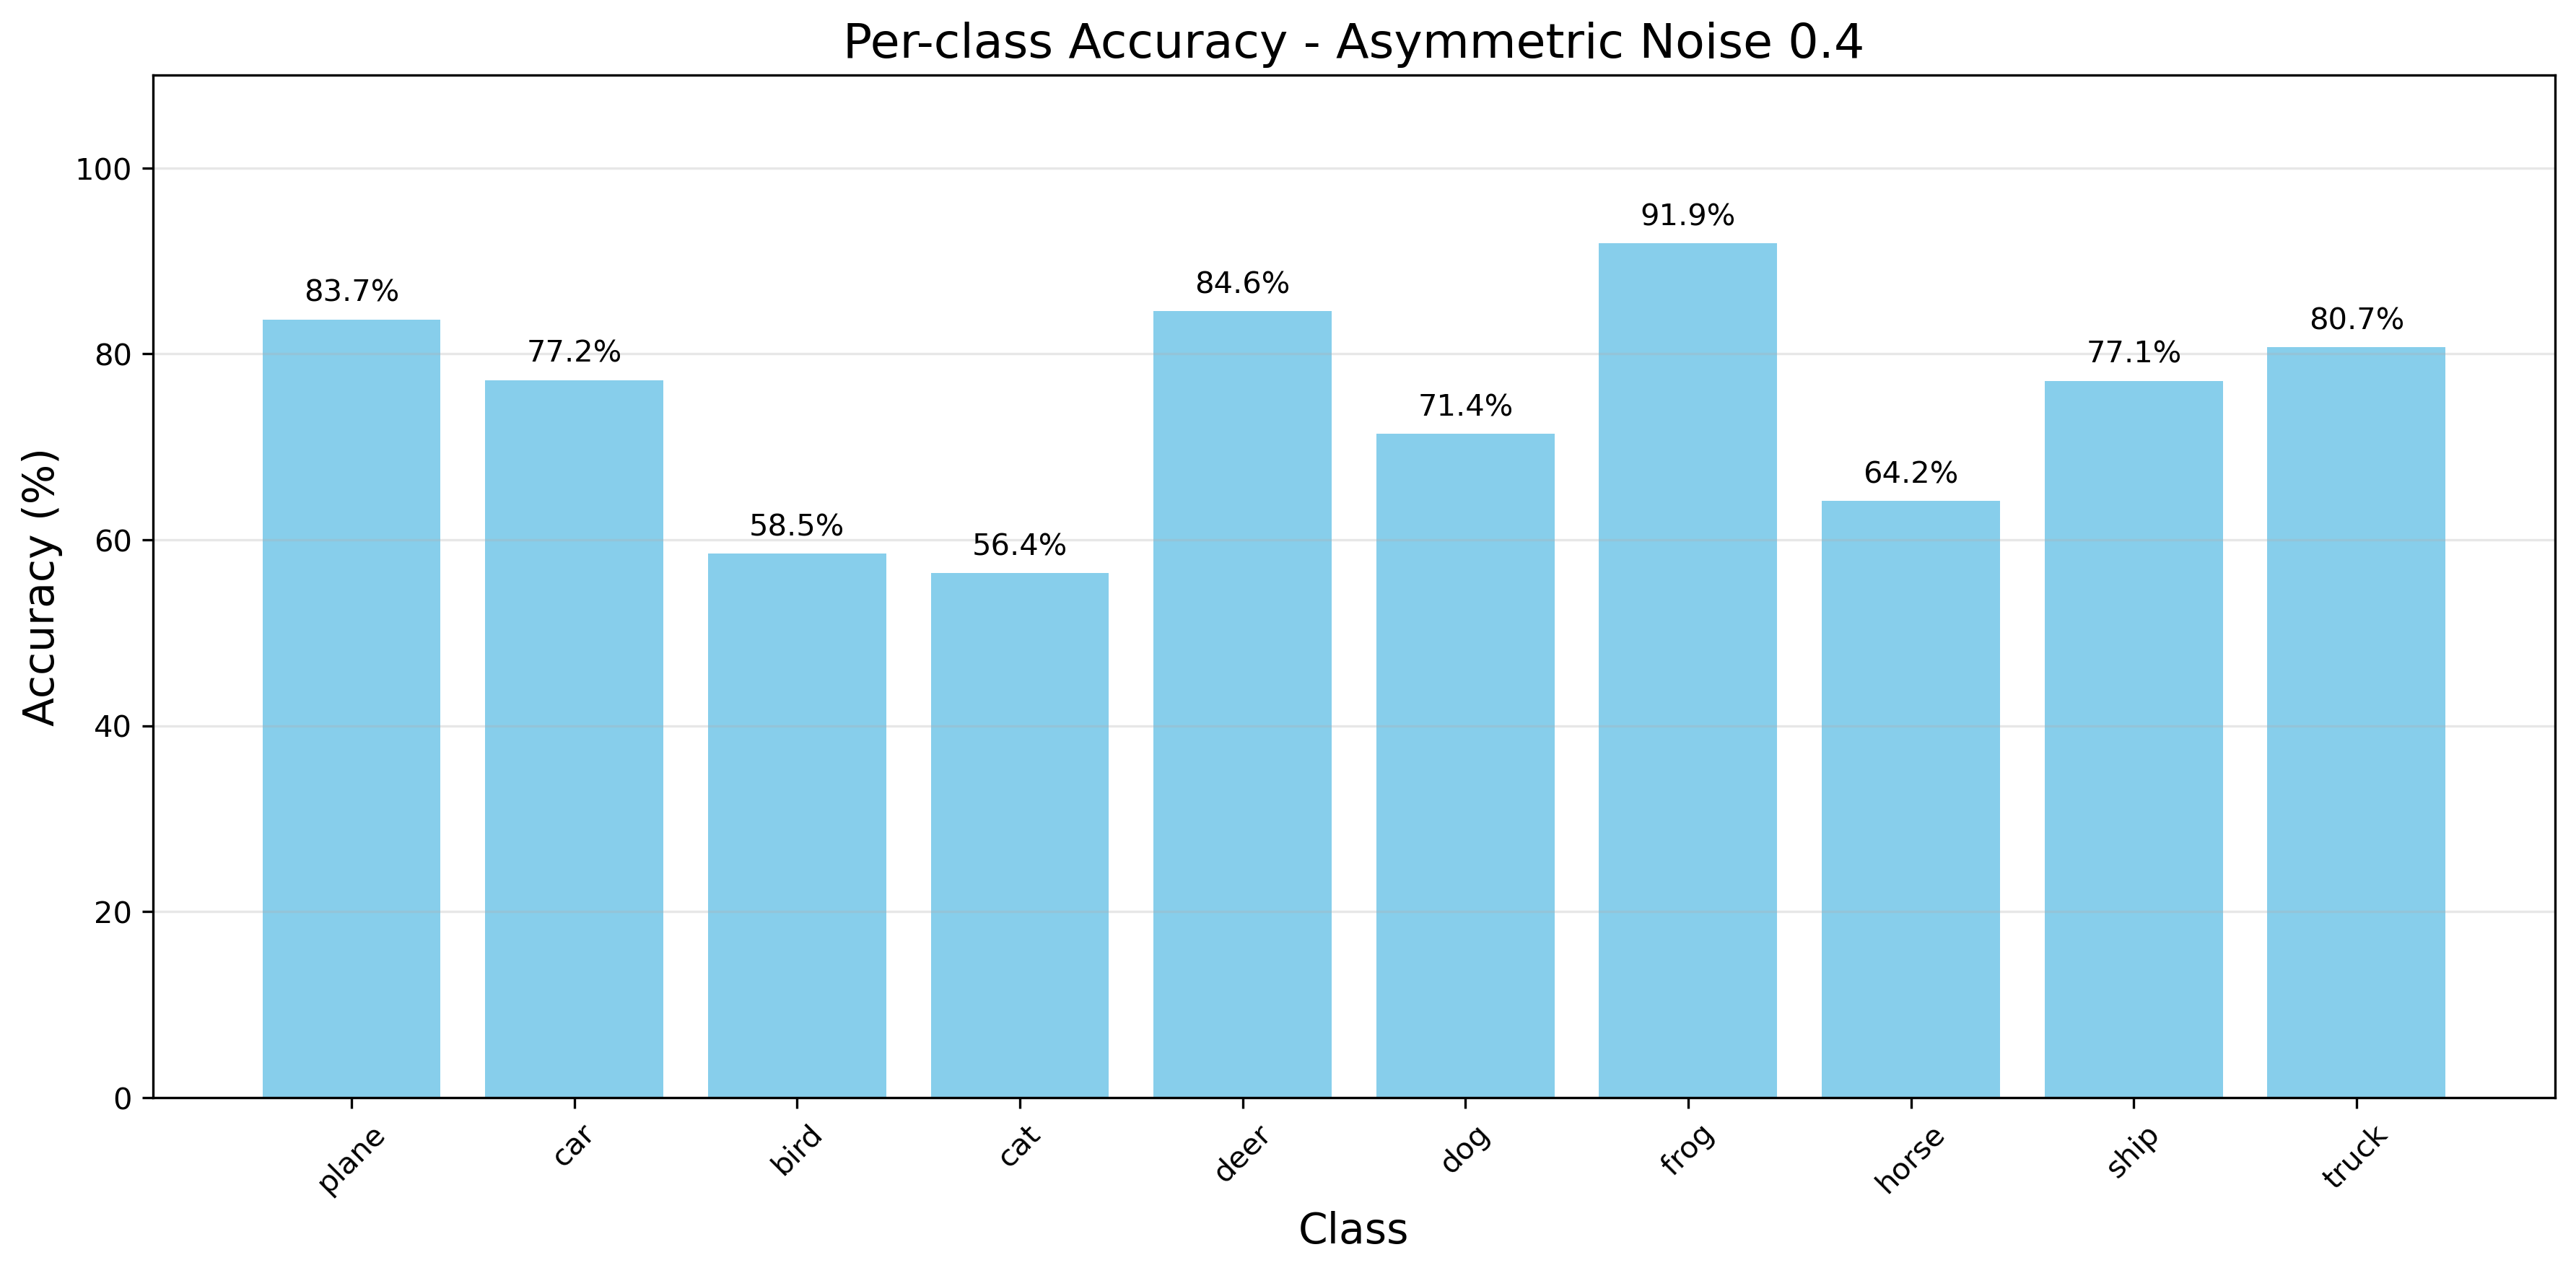 Per-class Accuracy - Asymmetric Noise 0.4
Accuracy (%)
100
80
60
40
20
0
83.7%
77.2%
58.5%
56.4%
84.6%
71.4%
91.9%
64.2%
77.1%
80.7%
plane
car
bird
cat
deer
dog
frog
horse
ship
truck
Class